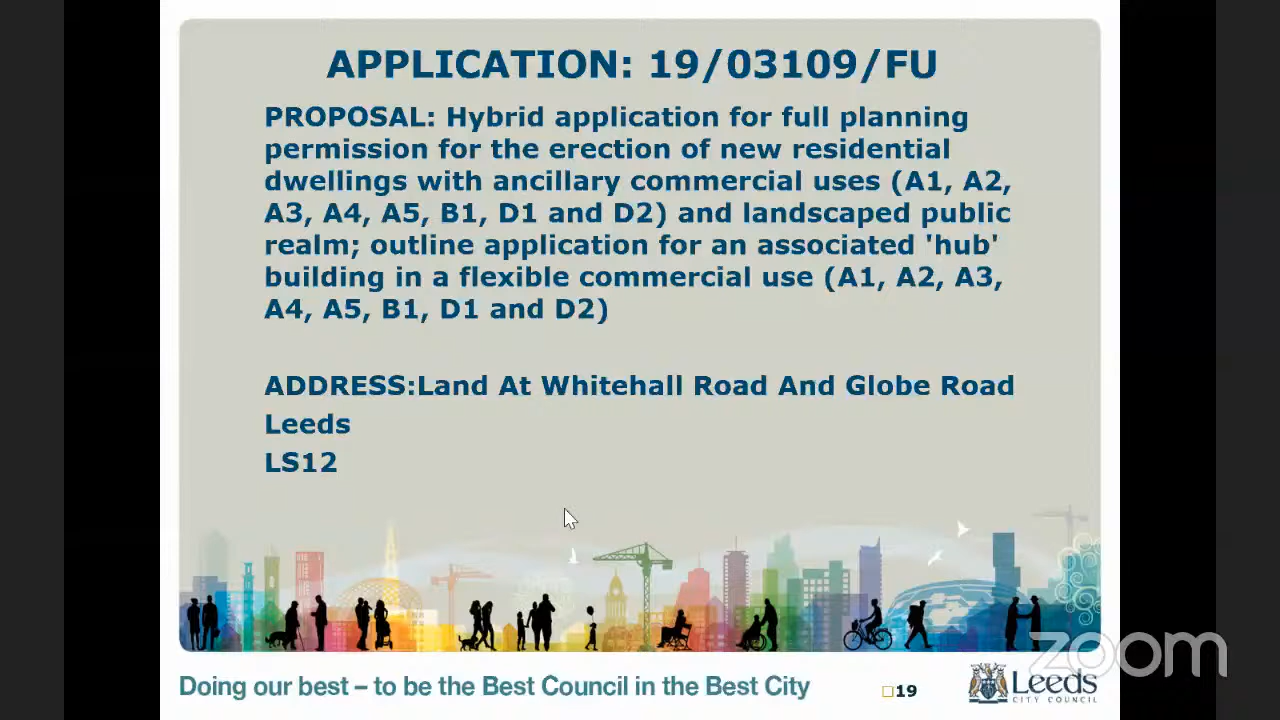 APPLICATION: 19/03109/FU
PROPOSAL: Hybrid application for full planning
permission for the erection of new residential
dwellings with ancillary commercial uses (A1, A2,
A3, A4, A5, B1, D1 and D2) and landscaped public
realm; outline application for an associated 'hub'
building in a flexible commercial use (A1, A2, A3,
A4, A5, B1, D1 and D2)
ADDRESS:Land At Whitehall Road And Globe Road
Leeds
LS12
zoom
Doing our best – to be the Best Council in the Best City
19
Leeds
CITY COUNCIL